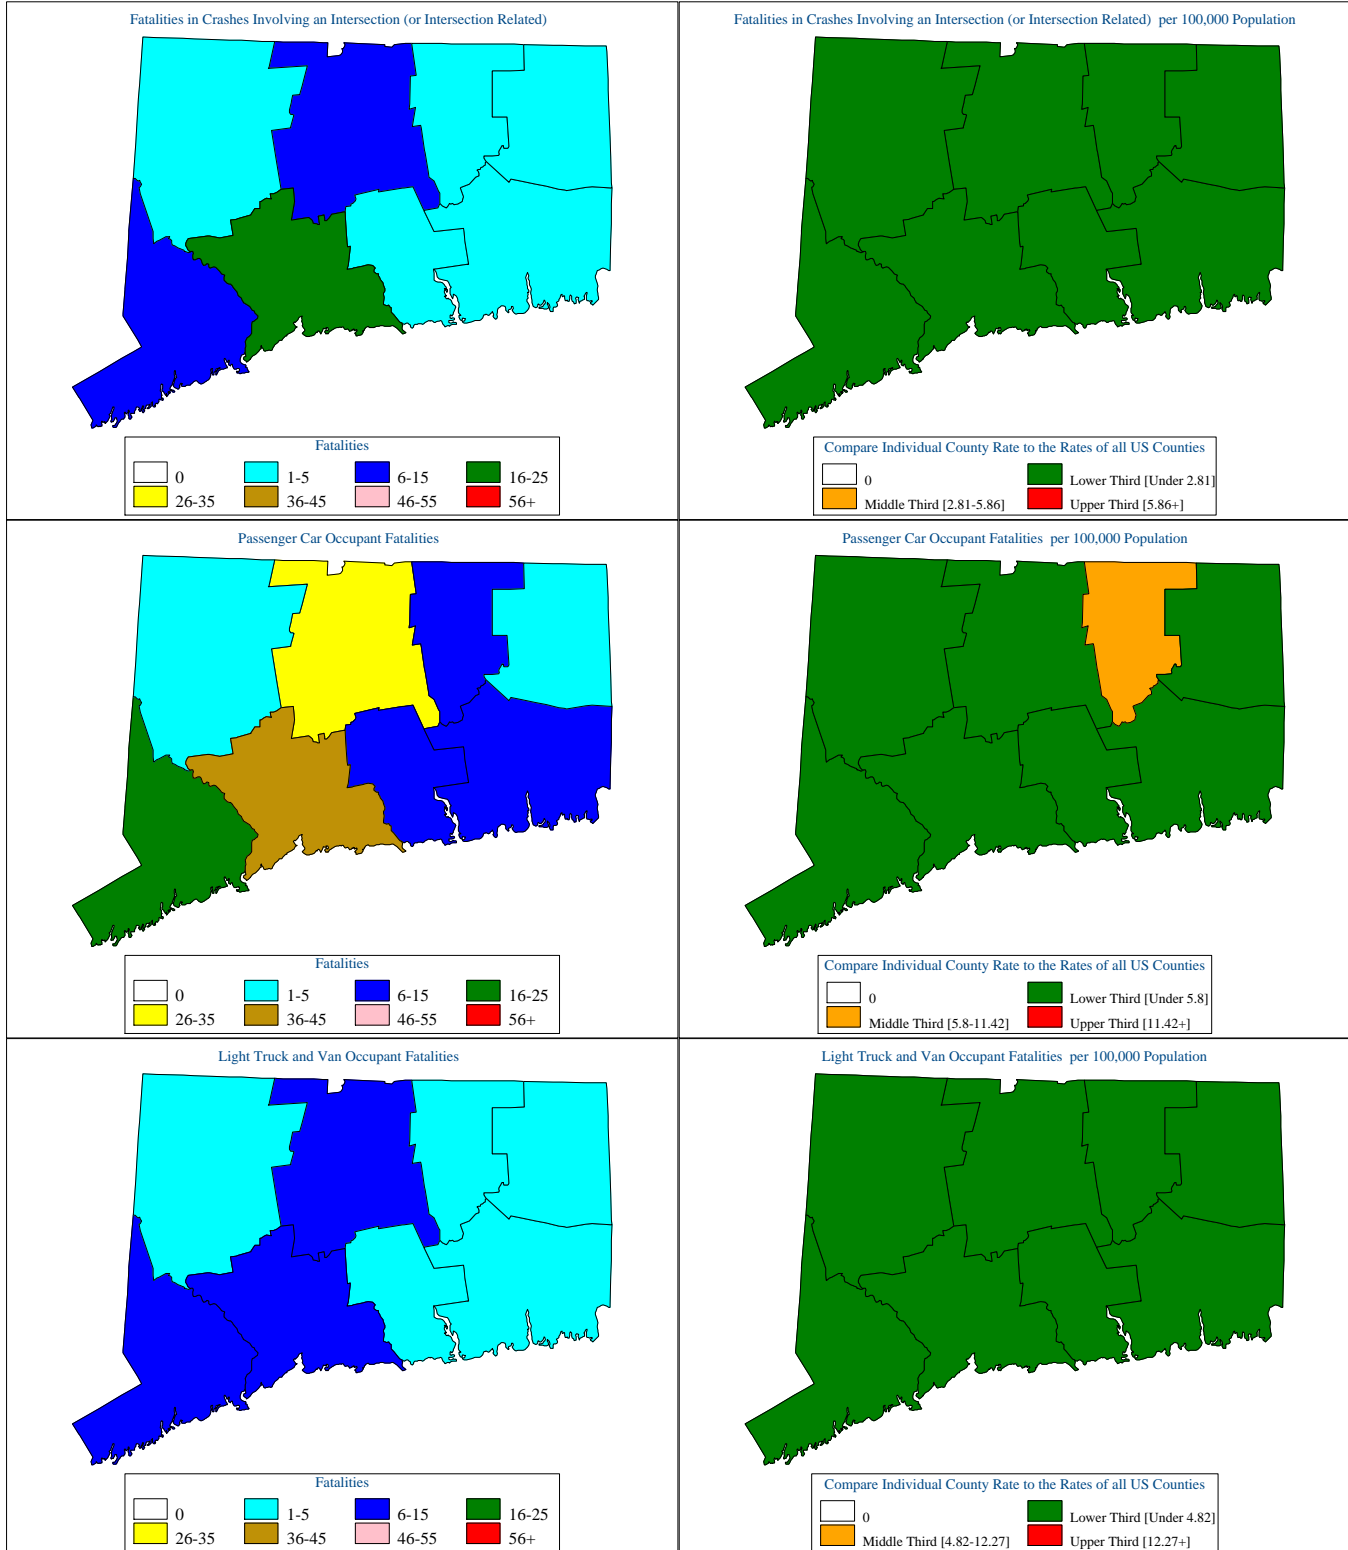 Fatalities in Crashes Involving an Intersection (or Intersection Related)
0 1-5 6-15 16-25
26-35 36-45 46-55 56+
Fatalities
Fatalities in Crashes Involving an Intersection (or Intersection Related) per 100,000 Population
Compare Individual County Rate to the Rates of all US Counties
0 Lower Third [Under 2.81]
Middle Third [2.81-5.86] Upper Third [5.86+]
Passenger Car Occupant Fatalities
Fatalities
0 1-5 6-15 16-25
26-35 36-45 46-55 56+
Passenger Car Occupant Fatalities per 100,000 Population
Compare Individual County Rate to the Rates of all US Counties
0 Lower Third [Under 5.8]
Middle Third [5.8-11.42] Upper Third [11.42+]
Light Truck and Van Occupant Fatalities
Fatalities
0 1-5 6-15 16-25
26-35 36-45 46-55 56+
Light Truck and Van Occupant Fatalities per 100,000 Population
Compare Individual County Rate to the Rates of all US Counties
0 Lower Third [Under 4.82]
Middle Third [4.82-12.27] Upper Third [12.27+]